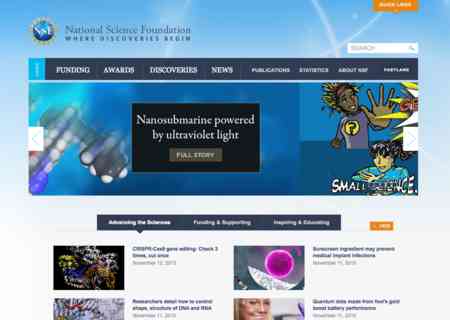 QUICK LINKS
National Science Foundation
WHERE DISCOVERIES BEGIN
SEARCH
HOME
FUNDING
AWARDS
DISCOVERIES
NEWS
PUBLICATIONS
STATISTICS
ABOUT NSF
FASTLANE
Nanosubmarine powered
by ultraviolet light
FULL STORY
?
Advancing the Sciences
Funding & Supporting
Inspiring & Educating
CRISPR-Cas9 gene editing: Check 3
times, cut once
November 12, 2015
Sunscreen ingredient may prevent
medical implant infections
November 11, 2015
Researchers detail how to control
shape, structure of DNA and RNA
November 11, 2015
Quantum dots made from fool's gold
boost battery performance
November 11, 2015